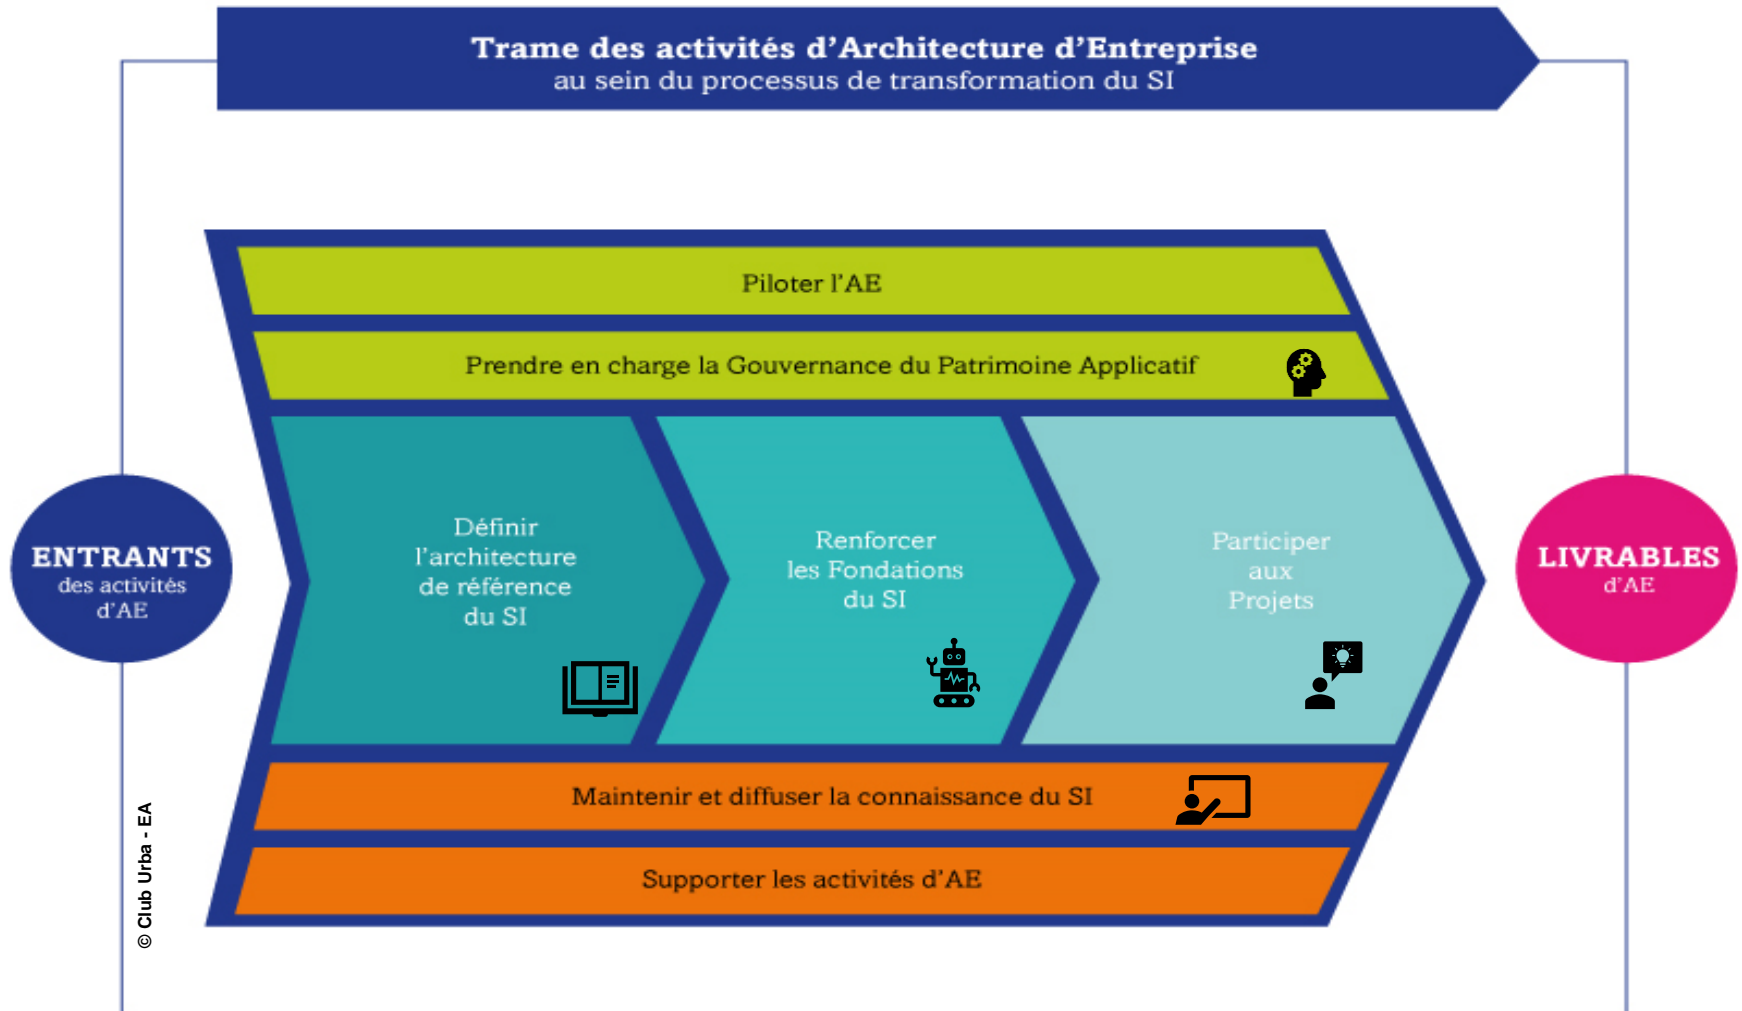 Trame des activités d’Architecture d’Entreprise
au sein du processus de transformation du SI
Piloter l’AE
Prendre en charge la Gouvernance du Patrimoine Applicatif
ENTRANTS
des activités
d’AE
Définir
l’architecture
de référence
du SI
Renforcer
les Fondations
du SI
Participer
aux
Projets
LIVRABLES
d’AE
Maintenir et diffuser la connaissance du SI
Supporter les activités d’AE
© Club Urba - EA